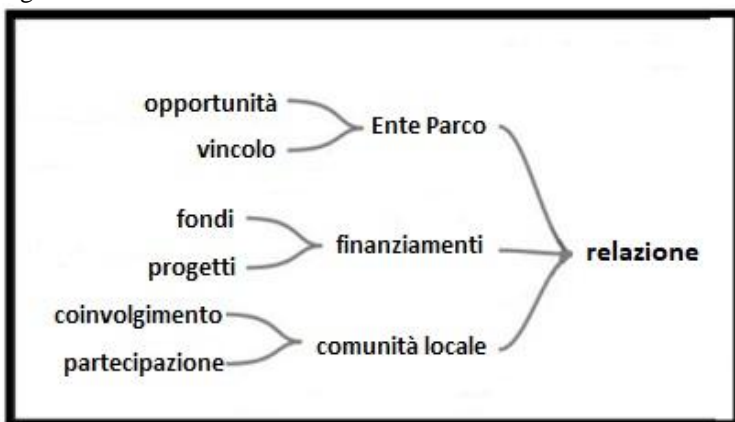 opportunità
vincolo
Ente Parco
fondi
progetti
finanziamenti
coinvolgimento
partecipazione
comunità locale
relazione